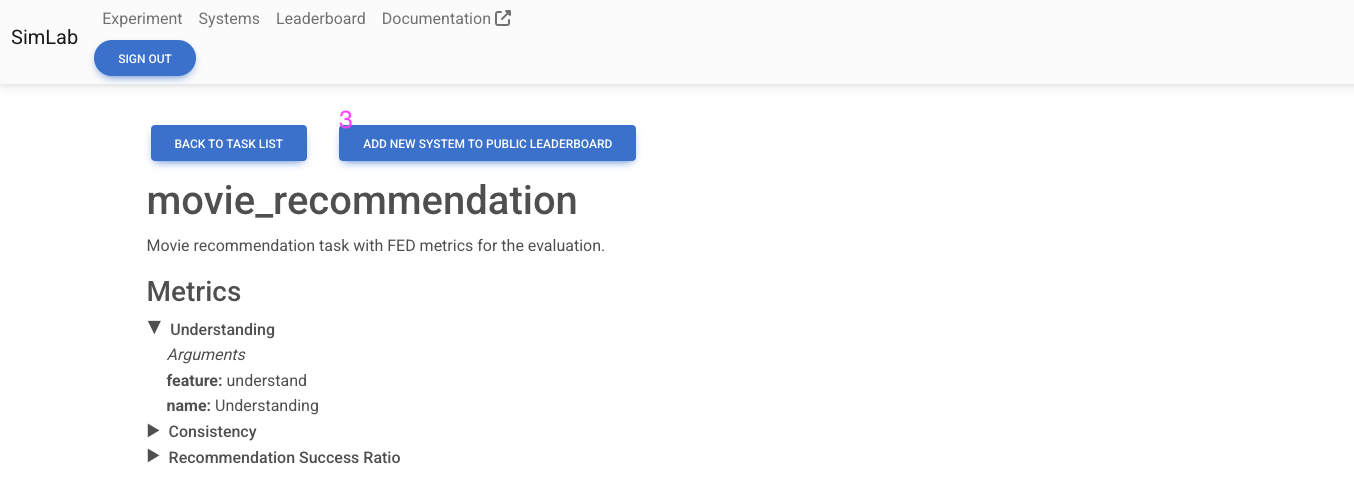 SimLab
Experiment Systems Leaderboard Documentation
SIGN OUT
3
BACK TO TASK LIST ADD NEW SYSTEM TO PUBLIC LEADERBOARD
movie_recommendation
Movie recommendation task with FED metrics for the evaluation.
Metrics
Understanding
Arguments
feature: understand
name: Understanding
Consistency
Recommendation Success Ratio